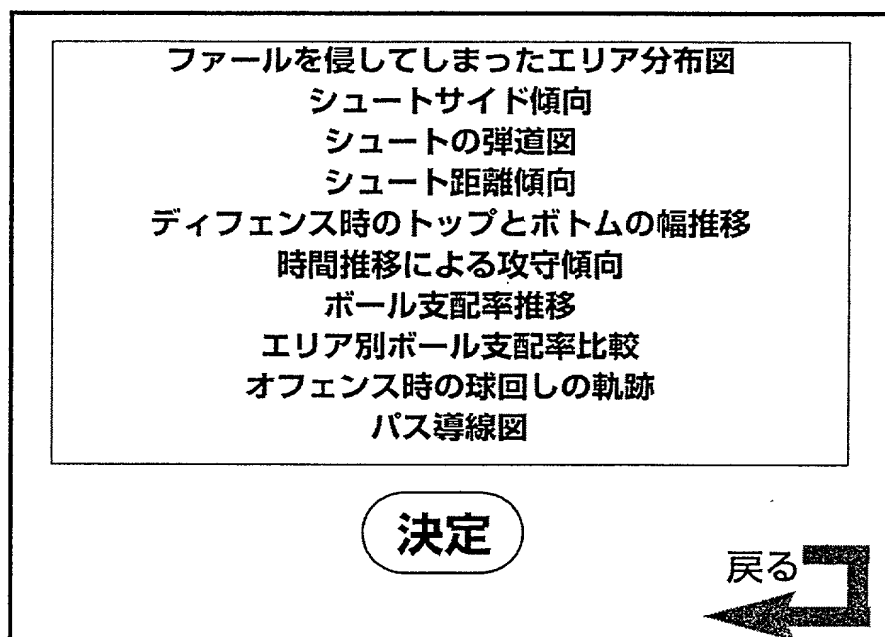 ファールを侵してしまったエリア分布図
シュートサイド傾向
シュートの弾道図
シュート距離傾向
ディフェンス時のトップとボトムの幅推移
時間推移による攻守傾向
ボール支配率推移
エリア別ボール支配率比較
オフェンス時の球回しの軌跡
パス導線図
決定
戻る